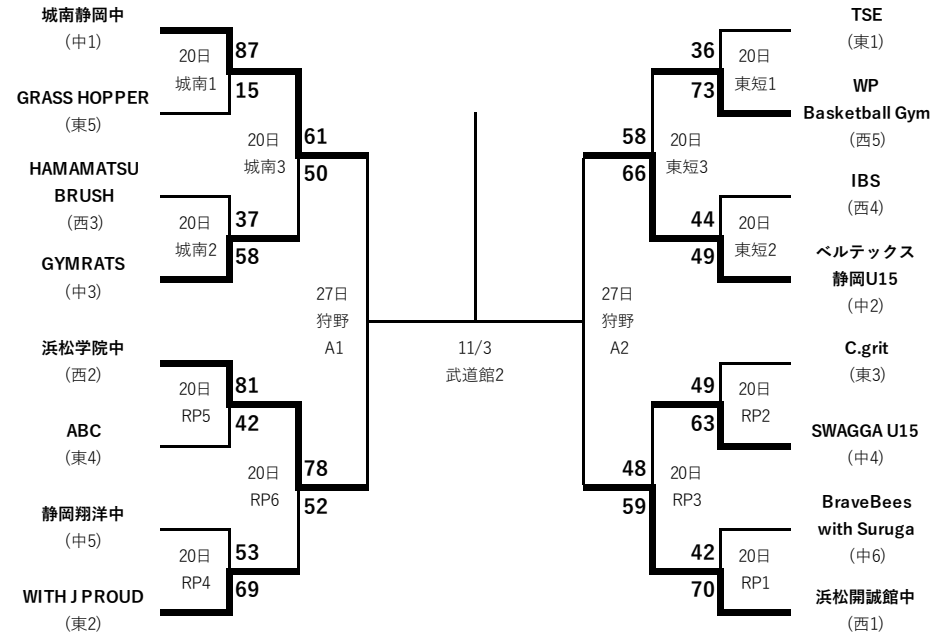 城南静岡中
(中1)
GRASS HOPPER
(東5)
HAMAMATSU
BRUSH
(西3)
GYMRATS
(中3)
浜松学院中
(西2)
ABC
(東4)
静岡翔洋中
(中5)
WITH J PROUD
(東2)
20日
城南1
87
15
20日
城南2
37
58
20日
城南3
61
50
20日
RP5
81
42
20日
RP4
53
69
20日
RP6
78
52
27日
狩野
A1
11/3
武道館2
27日
狩野
A2
58
66
20日
東短3
36
73
20日
東短1
44
49
20日
東短2
48
59
20日
RP3
49
63
20日
RP2
42
70
20日
RP1
TSE
(東1)
WP
Basketball Gym
(西5)
IBS
(西4)
ベルテックス
静岡U15
(中2)
C.grit
(東3)
SWAGGA U15
(中4)
BraveBees
with Suruga
(中6)
浜松開誠館中
(西1)